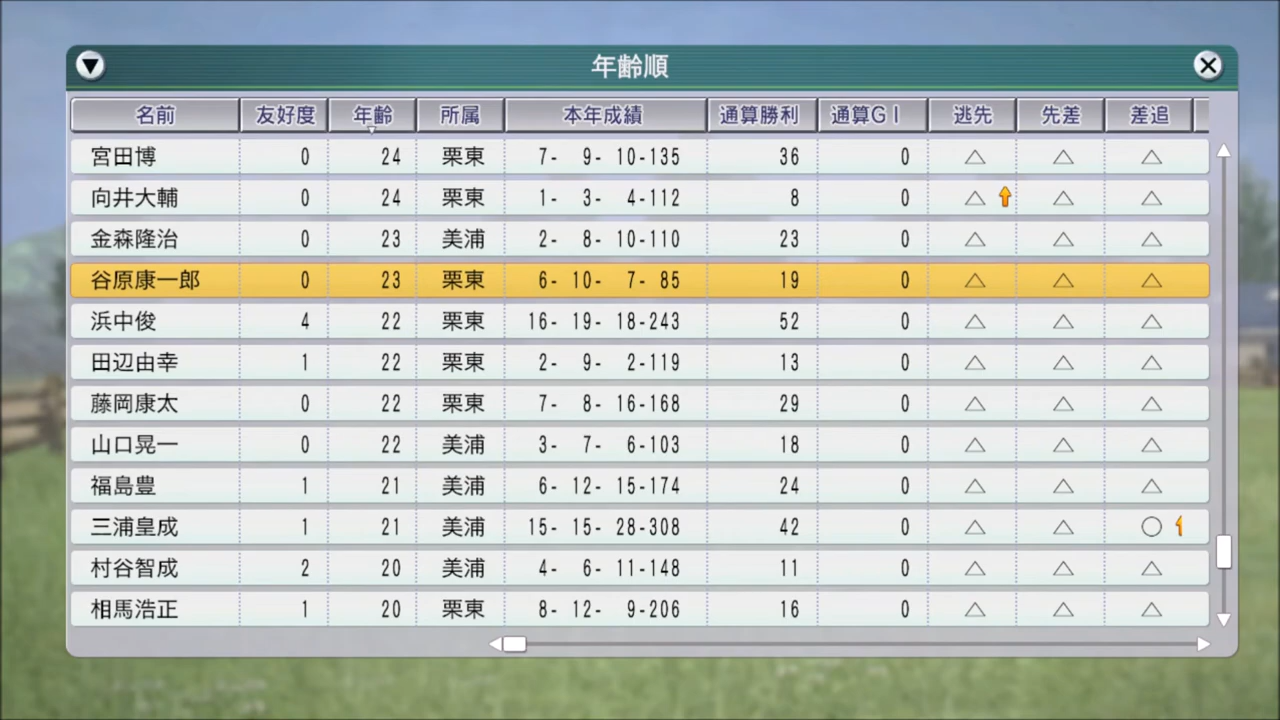 年齢順
名前 友好度 年齢 所属 本年成績 通算勝利 通算GⅠ 逃先 先差 差追
宮田博 0 24 栗東 7- 9- 10-135 36 0 △ △ △
向井大輔 0 24 栗東 1- 3- 4-112 8 0 △ △ △
金森隆治 0 23 美浦 2- 8- 10-110 23 0 △ △ △
谷原康一郎 0 23 栗東 6- 10- 7- 85 19 0 △ △ △
浜中俊 4 22 栗東 16- 19- 18-243 52 0 △ △ △
田辺由幸 1 22 栗東 2- 9- 2-119 13 0 △ △ △
藤岡康太 0 22 栗東 7- 8- 16-168 29 0 △ △ △
山口晃一 0 22 美浦 3- 7- 6-103 18 0 △ △ △
福島豊 1 21 美浦 6- 12- 15-174 24 0 △ △ △
三浦皇成 1 21 美浦 15- 15- 28-308 42 0 △ △ ○
村谷智成 2 20 美浦 4- 6- 11-148 11 0 △ △ △
相馬浩正 1 20 栗東 8- 12- 9-206 16 0 △ △ △